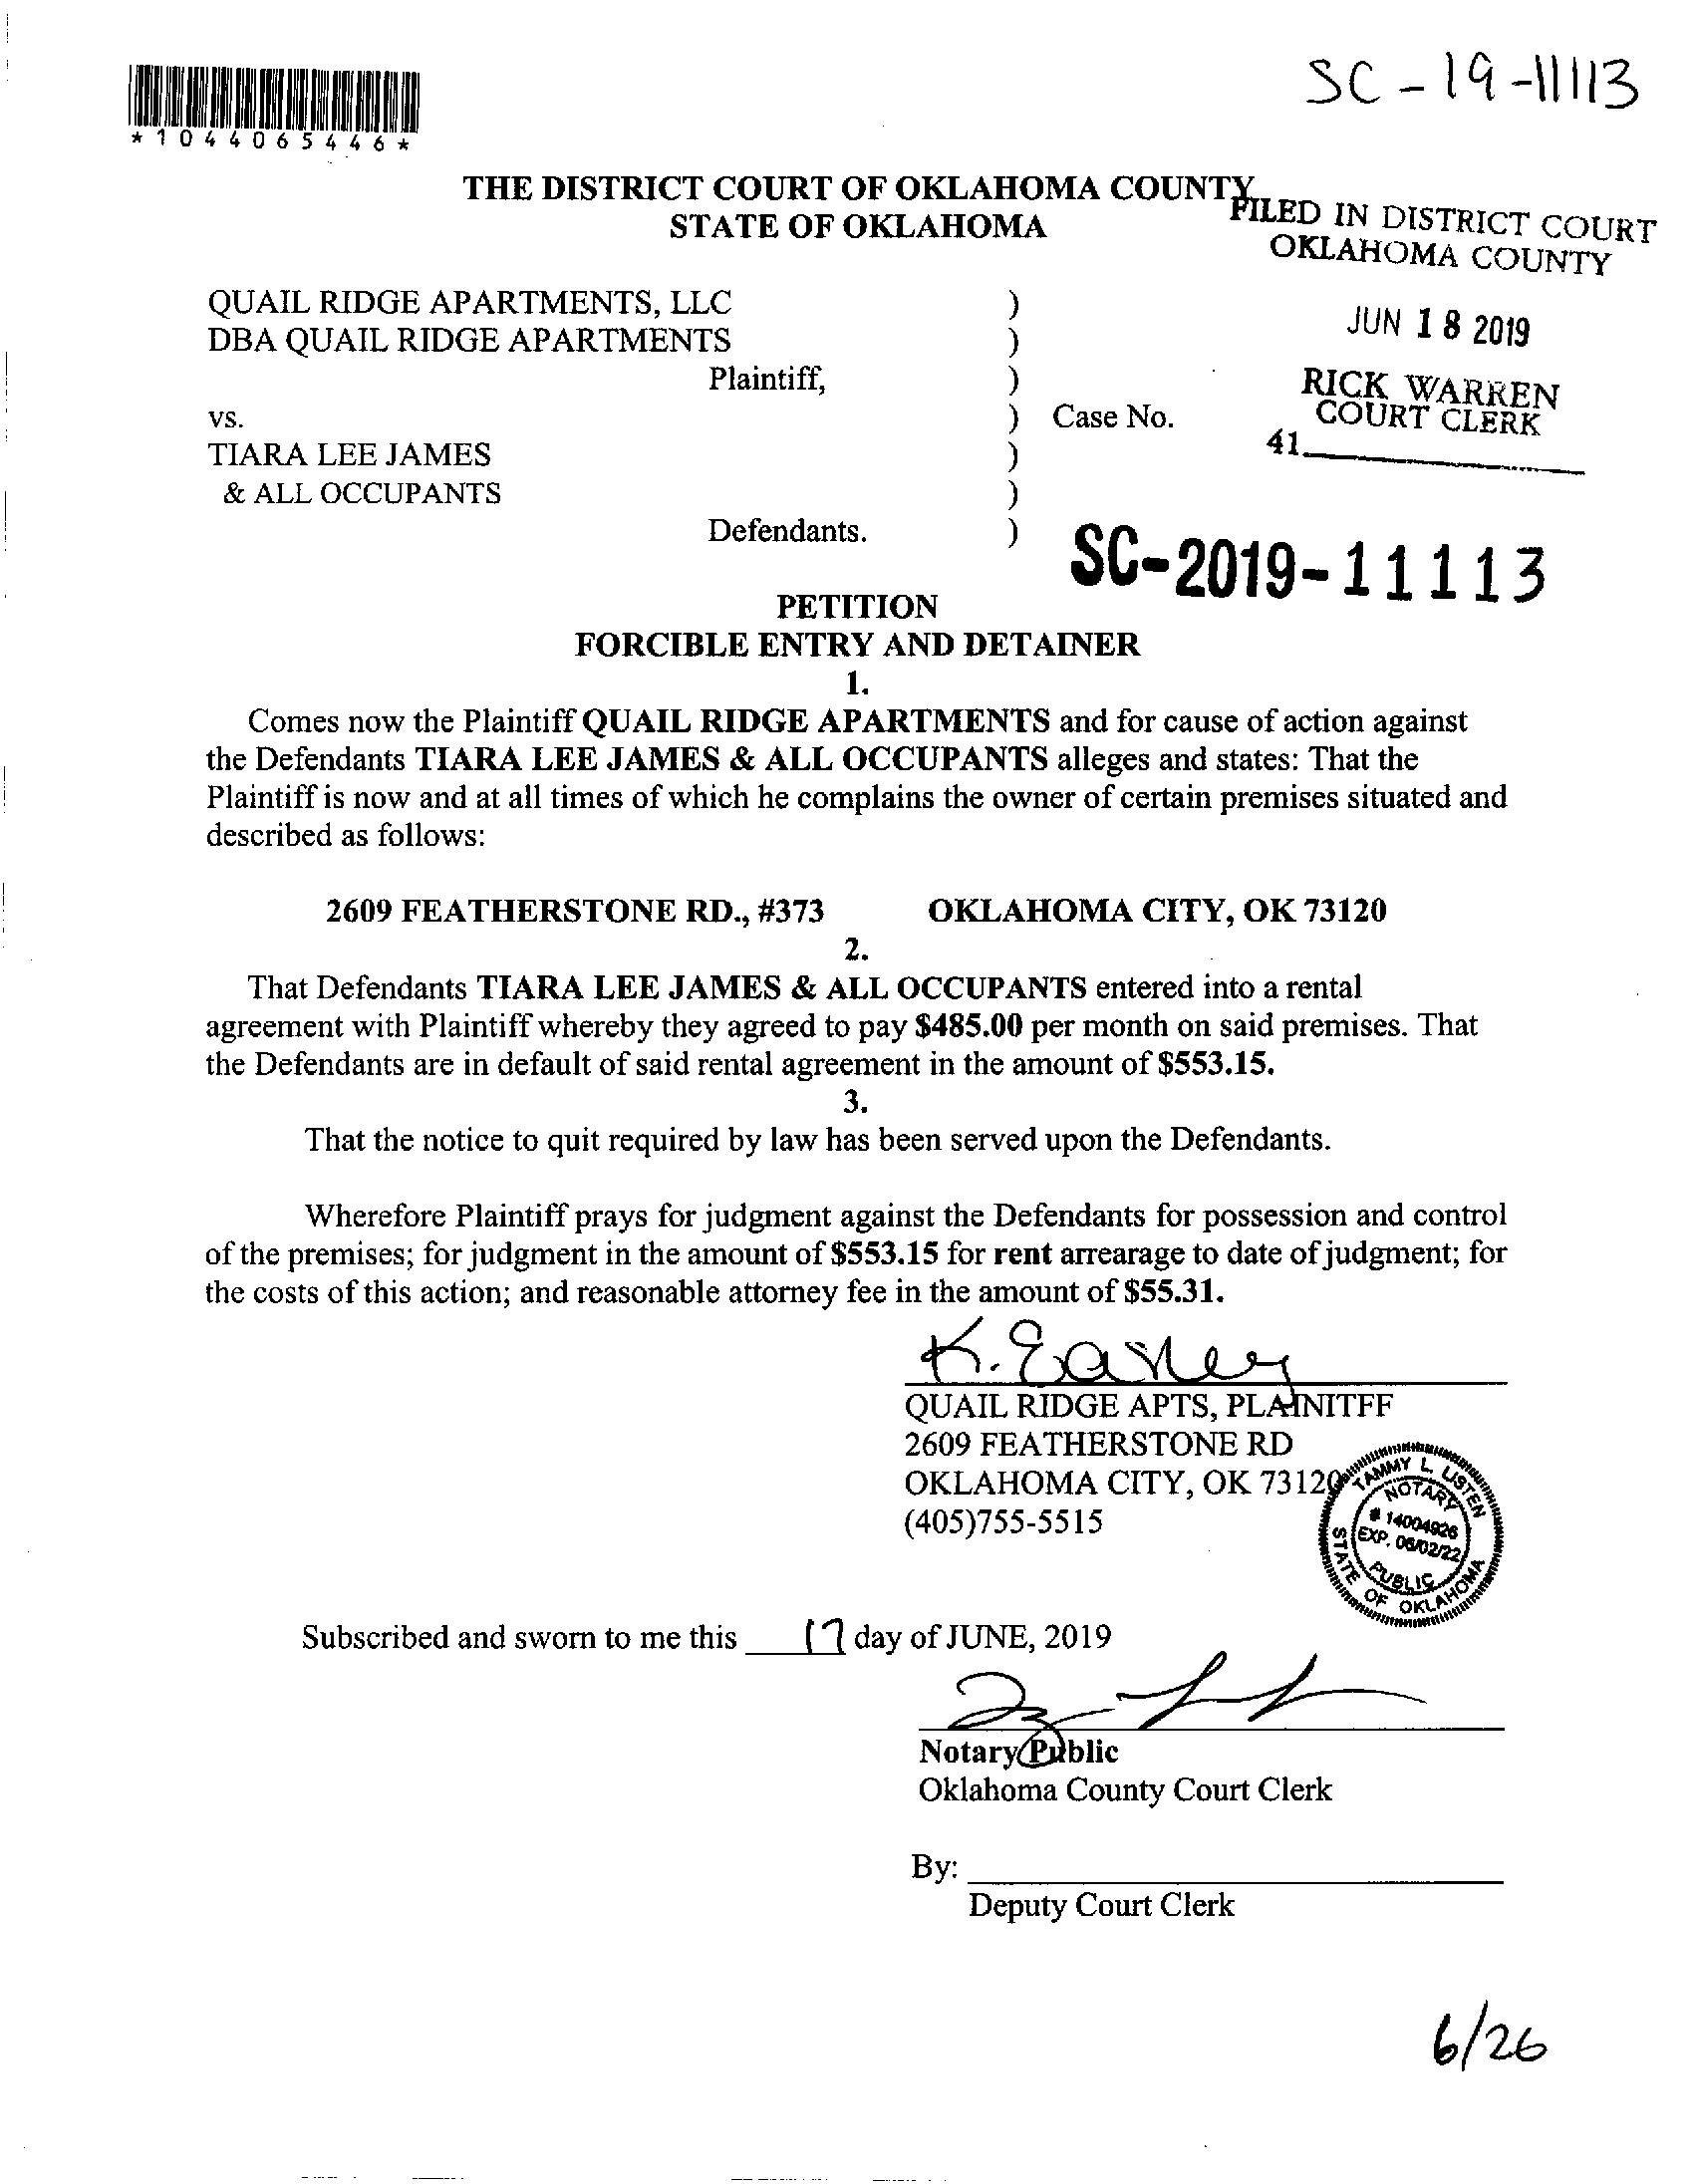 SC-19-11113
*1044065446*
THE DISTRICT COURT OF OKLAHOMA COUNTY
STATE OF OKLAHOMA
FILED IN DISTRICT COURT
OKLAHOMA COUNTY
JUN 18 2019
RICK WARREN
COURT CLERK
41
QUAIL RIDGE APARTMENTS, LLC )
DBA QUAIL RIDGE APARTMENTS )
Plaintiff, )
vs. ) Case No.
TIARA LEE JAMES )
& ALL OCCUPANTS )
Defendants. )
SC-2019-11113
PETITION
FORCIBLE ENTRY AND DETAINER
1.
Comes now the Plaintiff QUAIL RIDGE APARTMENTS and for cause of action against
the Defendants TIARA LEE JAMES & ALL OCCUPANTS alleges and states: That the
Plaintiff is now and at all times of which he complains the owner of certain premises situated and
described as follows:
2609 FEATHERSTONE RD., #373 OKLAHOMA CITY, OK 73120
2.
That Defendants TIARA LEE JAMES & ALL OCCUPANTS entered into a rental
agreement with Plaintiff whereby they agreed to pay $485.00 per month on said premises. That
the Defendants are in default of said rental agreement in the amount of $553.15.
3.
That the notice to quit required by law has been served upon the Defendants.
Wherefore Plaintiff prays for judgment against the Defendants for possession and control
of the premises; for judgment in the amount of $553.15 for rent arrearage to date of judgment; for
the costs of this action; and reasonable attorney fee in the amount of $55.31.
K. Easley
QUAIL RIDGE APTS, PLAINITFF
2609 FEATHERSTONE RD
OKLAHOMA CITY, OK 73120
(405)755-5515
TAMMY L. LISTEN
NOTARY
# 14004926
EXP. 06/02/22
PUBLIC
STATE OF OKLAHOMA
Subscribed and sworn to me this 17 day of JUNE, 2019
Notary Public
Oklahoma County Court Clerk
By:
Deputy Court Clerk
6/26